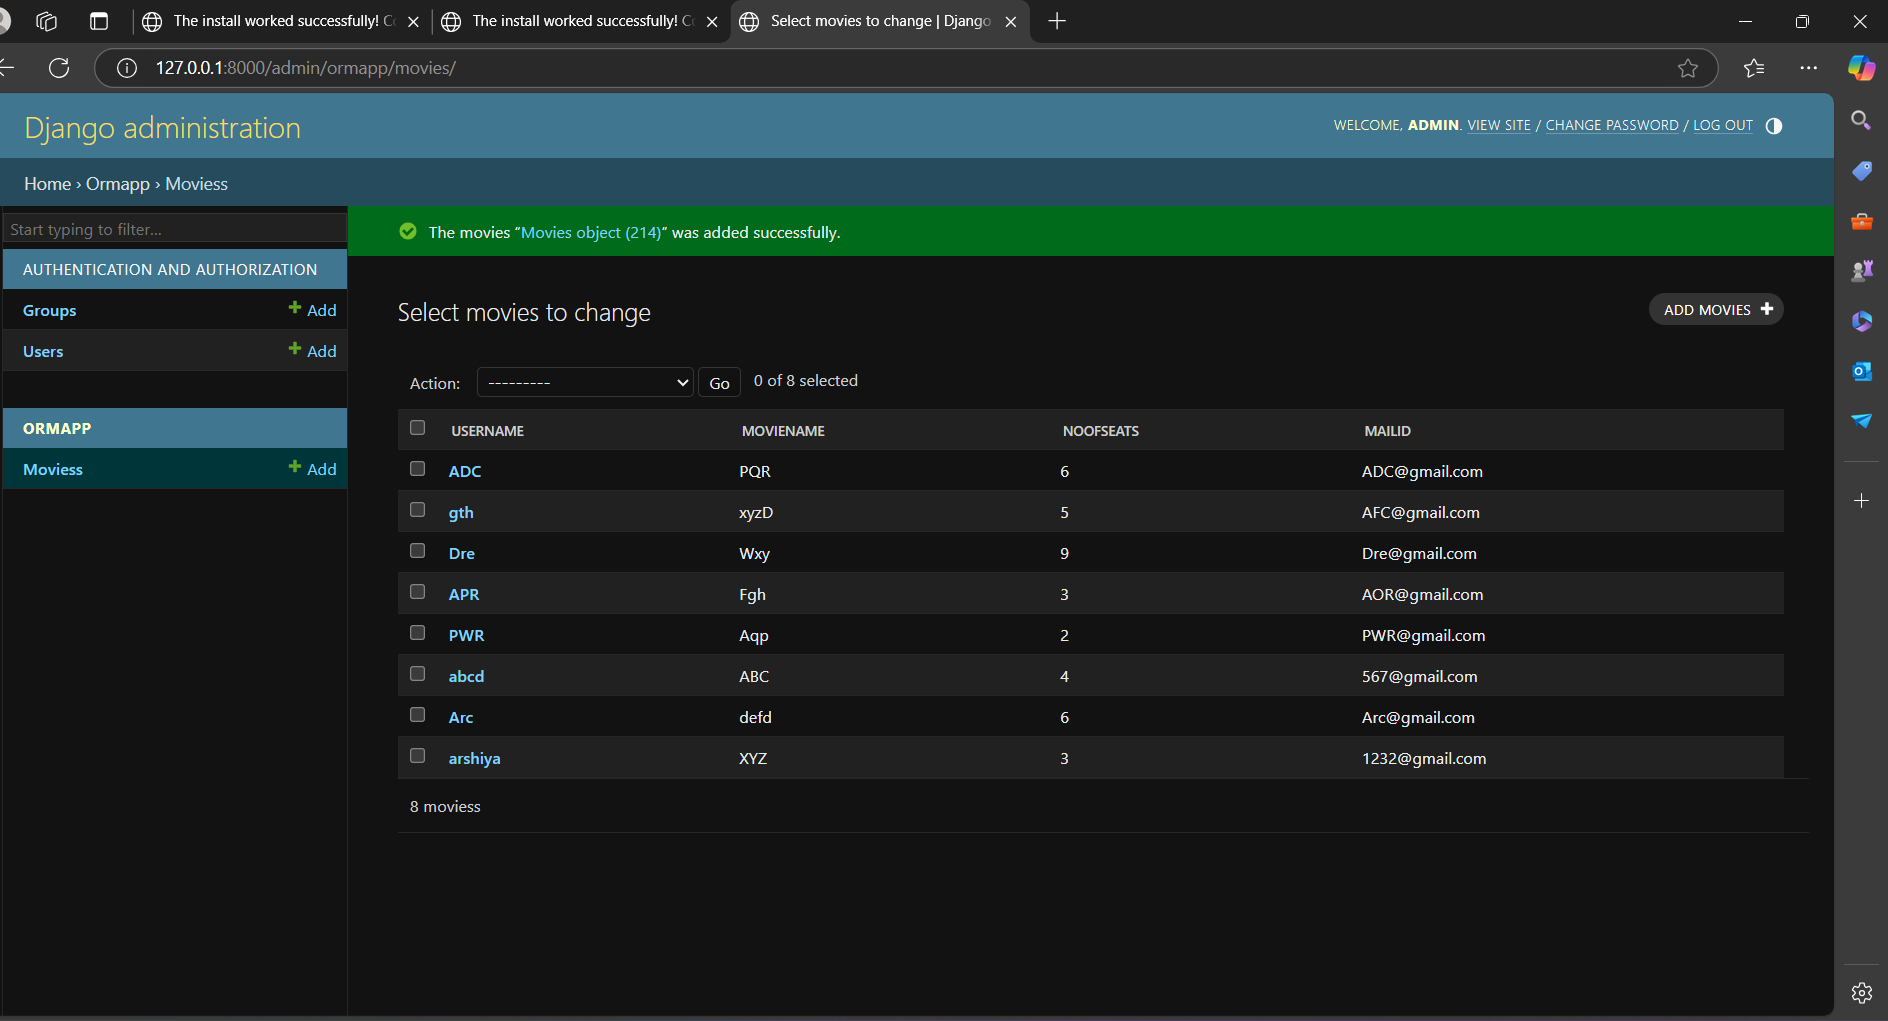 The install worked successfully! Co
The install worked successfully! Co
Select movies to change | Django
127.0.0.1:8000/admin/ormapp/movies/
Django administration
WELCOME, ADMIN. VIEW SITE / CHANGE PASSWORD / LOG OUT
Home › Ormapp › Moviess
Start typing to filter...
AUTHENTICATION AND AUTHORIZATION
Groups + Add
Users + Add
ORMAPP
Moviess + Add
The movies “Movies object (214)” was added successfully.
Select movies to change
ADD MOVIES +
Action: --------- Go 0 of 8 selected
USERNAME MOVIENAME NOOFSEATS MAILID
ADC PQR 6 ADC@gmail.com
gth xyzD 5 AFC@gmail.com
Dre Wxy 9 Dre@gmail.com
APR Fgh 3 AOR@gmail.com
PWR Aqp 2 PWR@gmail.com
abcd ABC 4 567@gmail.com
Arc defd 6 Arc@gmail.com
arshiya XYZ 3 1232@gmail.com
8 moviess